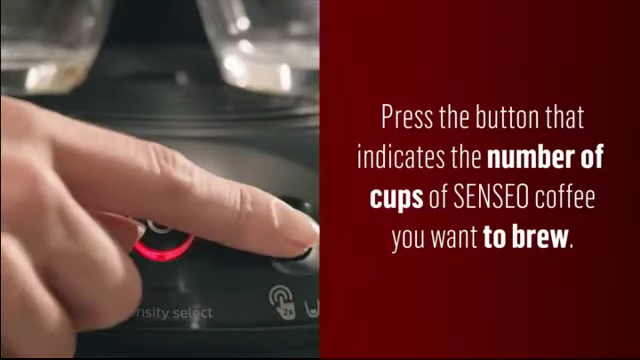 Press the button that
indicates the number of
cups of SENSEO coffee
you want to brew.
nsity select
2x